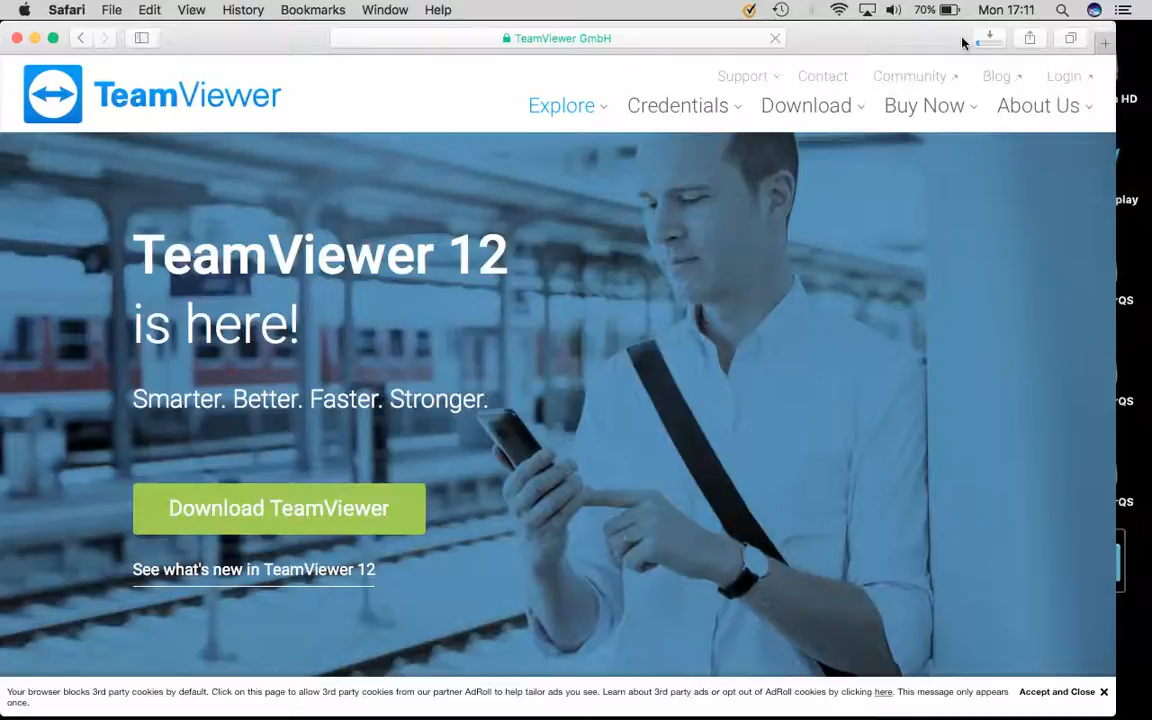 Safari File Edit View History Bookmarks Window Help 70% Mon 17:11
TeamViewer GmbH
Support Contact Community Blog Login
TeamViewer
Explore Credentials Download Buy Now About Us
HD
play
QS
QS
QS
TeamViewer 12
is here!
Smarter. Better. Faster. Stronger.
Download TeamViewer
See what's new in TeamViewer 12
Your browser blocks 3rd party cookies by default. Click on this page to allow 3rd party cookies from our partner AdRoll to help tailor ads you see. Learn about 3rd party ads or opt out of AdRoll cookies by clicking here. This message only appears
once.
Accept and Close